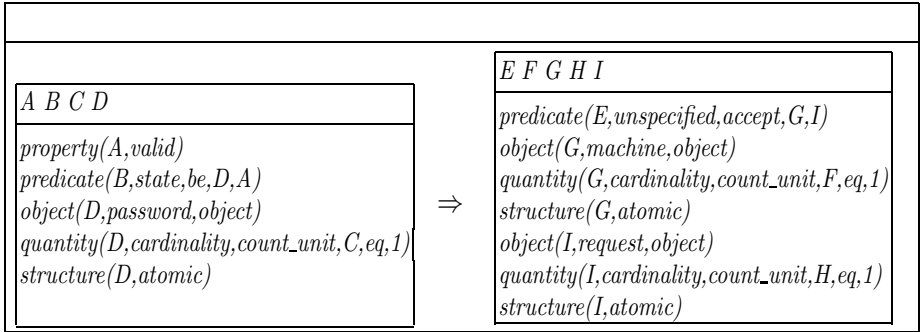 A B C D
property(A,valid)
predicate(B,state,be,D,A)
object(D,password,object)
quantity(D,cardinality,count_unit,C,eq,1)
structure(D,atomic)
⇒
E F G H I
predicate(E,unspecified,accept,G,I)
object(G,machine,object)
quantity(G,cardinality,count_unit,F,eq,1)
structure(G,atomic)
object(I,request,object)
quantity(I,cardinality,count_unit,H,eq,1)
structure(I,atomic)